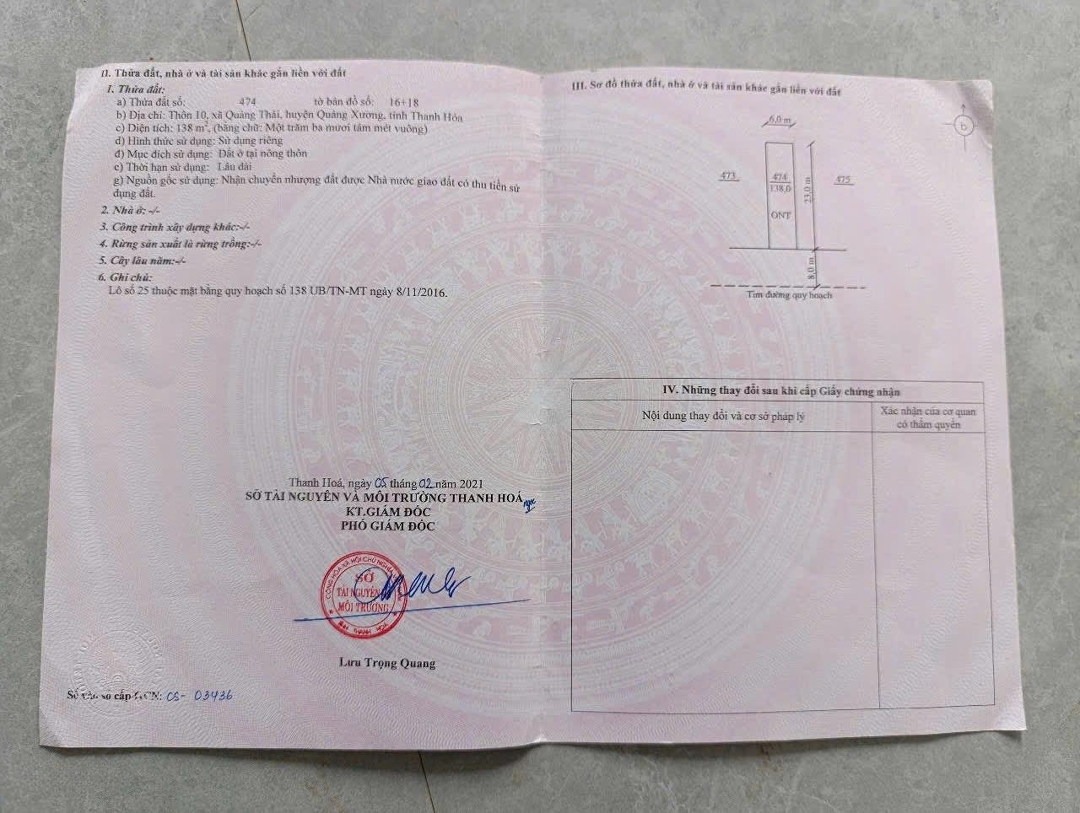 II. Thửa đất, nhà ở và tài sản khác gắn liền với đất
1. Thửa đất:
a) Thửa đất số: 474 tờ bản đồ số: 16+18
b) Địa chỉ: Thôn 10, xã Quảng Thái, huyện Quảng Xương, tỉnh Thanh Hóa
c) Diện tích: 138 m², (bằng chữ: Một trăm ba mươi tám mét vuông)
d) Hình thức sử dụng: Sử dụng riêng
đ) Mục đích sử dụng: Đất ở tại nông thôn
e) Thời hạn sử dụng: Lâu dài
g) Nguồn gốc sử dụng: Nhận chuyển nhượng đất được Nhà nước giao đất có thu tiền sử
dụng đất.
2. Nhà ở: -/-
3. Công trình xây dựng khác:-/-
4. Rừng sản xuất là rừng trồng:-/-
5. Cây lâu năm:-/-
6. Ghi chú:
Lô số 25 thuộc mặt bằng quy hoạch số 138 UB/TN-MT ngày 8/11/2016.
Thanh Hoá, ngày 05 tháng 02 năm 2021
SỞ TÀI NGUYÊN VÀ MÔI TRƯỜNG THANH HOÁ
KT.GIÁM ĐỐC
PHÓ GIÁM ĐỐC
SỞ
TÀI NGUYÊN
MÔI TRƯỜNG
Lưu Trọng Quang
Số vào sổ cấp GCN: CS- 03436
III. Sơ đồ thửa đất, nhà ở và tài sản khác gắn liền với đất
b
6,0 m
473
474
138,0
ONT
23,0 m
475
8,0 m
Tim đường quy hoạch
IV. Những thay đổi sau khi cấp Giấy chứng nhận
Nội dung thay đổi và cơ sở pháp lý
Xác nhận của cơ quan
có thẩm quyền